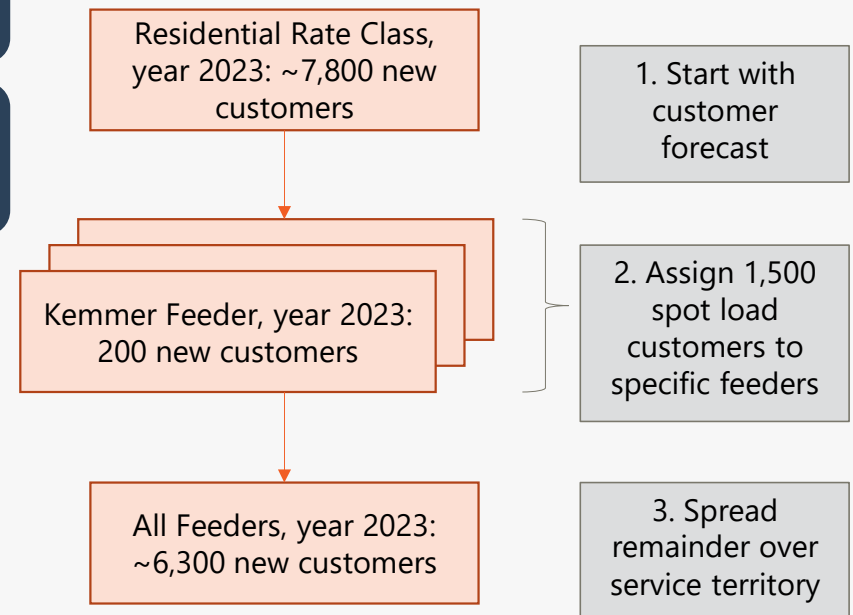 Residential Rate Class,
year 2023: ~7,800 new
customers
1. Start with
customer
forecast
Kemmer Feeder, year 2023:
200 new customers
2. Assign 1,500
spot load
customers to
specific feeders
All Feeders, year 2023:
~6,300 new customers
3. Spread
remainder over
service territory